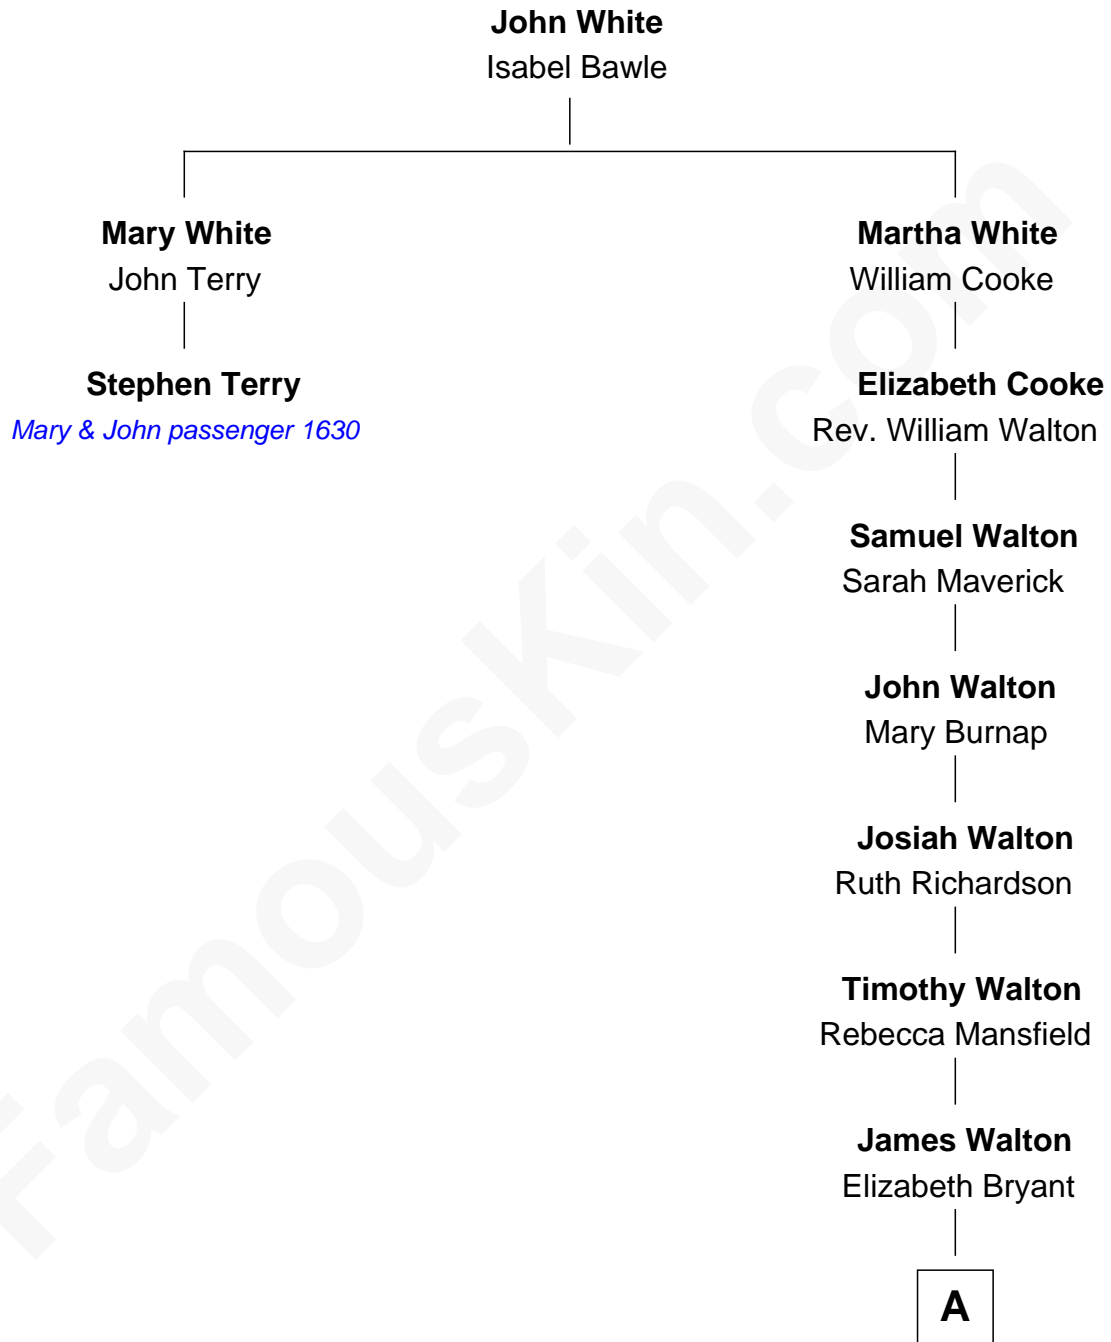 John White
Isabel Bawle
Mary White
John Terry
Stephen Terry
Mary & John passenger 1630
Martha White
William Cooke
Elizabeth Cooke
Rev. William Walton
Samuel Walton
Sarah Maverick
John Walton
Mary Burnap
Josiah Walton
Ruth Richardson
Timothy Walton
Rebecca Mansfield
James Walton
Elizabeth Bryant
A
FamousKin.com